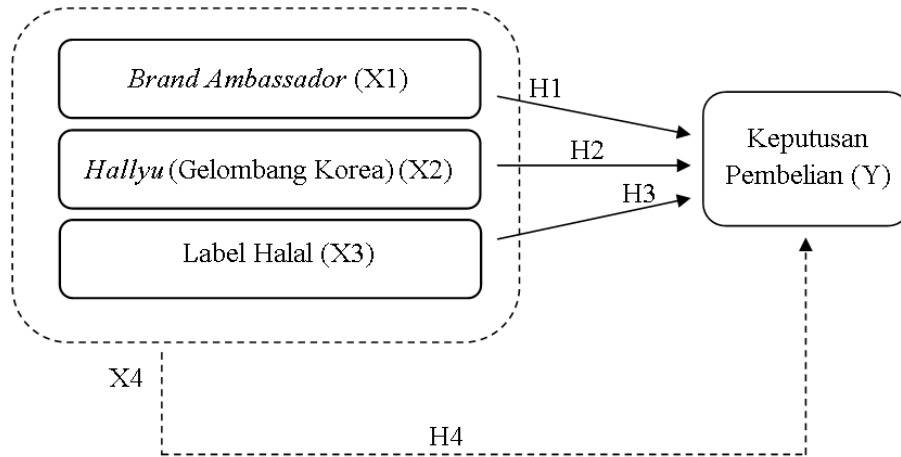 Brand Ambassador (X1)
H1
Hallyu (Gelombang Korea) (X2)
H2
Keputusan
Pembelian (Y)
H3
Label Halal (X3)
X4
H4